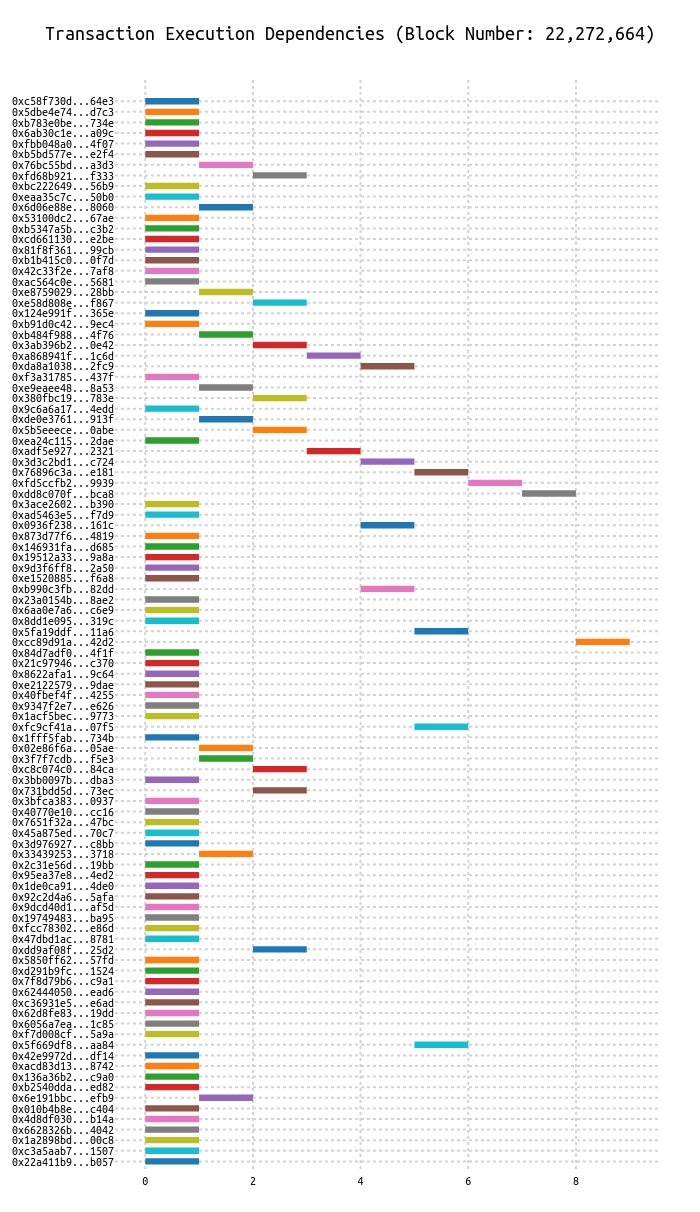 Transaction Execution Dependencies (Block Number: 22,272,664)
0xc58f730d...64e3
0x5dbe4e74...d7c3
0xb783e0be...734e
0x6ab30c1e...a09c
0xfbb048a0...4f07
0xb5bd577e...e2f4
0x76bc55bd...a3d3
0xfd68b921...f333
0xbc222649...56b9
0xeaa35c7c...50b0
0x6d06e88e...8060
0x53100dc2...67ae
0xb5347a5b...c3b2
0xcd661130...e2be
0x81f8f361...99cb
0xb1b415c0...0f7d
0x42c33f2e...7af8
0xac564c0e...5681
0xe8759029...28bb
0xe58d808e...f867
0x124e991f...365e
0xb91d0c42...9ec4
0xb484f988...4f76
0x3ab396b2...0e42
0xa868941f...1c6d
0xda8a1038...2fc9
0xf3a31785...437f
0xe9eaee48...8a53
0x380fbc19...783e
0x9c6a6a17...4edd
0xde0e3761...913f
0x5b5eeece...0abe
0xea24c115...2dae
0xadf5e927...2321
0x3d3c2bd1...c724
0x76896c3a...e181
0xfd5ccfb2...9939
0xdd8c070f...bca8
0x3ace2602...b390
0xad5463e5...f7d9
0x0936f238...161c
0x873d77f6...4819
0x146931fa...d685
0x19512a33...9a8a
0x9d3f6ff8...2a50
0xe1520885...f6a8
0xb990c3fb...82dd
0x23a0154b...8ae2
0x6aa0e7a6...c6e9
0x8dd1e095...319c
0x5fa19ddf...11a6
0xcc89d91a...42d2
0x84d7adf0...4f1f
0x21c97946...c370
0x8622afa1...9c64
0xe2122579...9dae
0x40fbef4f...4255
0x9347f2e7...e626
0x1acf5bec...9773
0xfc9cf41a...07f5
0x1fff5fab...734b
0x02e86f6a...05ae
0x3f7f7cdb...f5e3
0xc8c074c0...84ca
0x3bb0097b...dba3
0x731bdd5d...73ec
0x3bfca383...0937
0x40770e10...cc16
0x7651f32a...47bc
0x45a875ed...70c7
0x3d976927...c8bb
0x33439253...3718
0x2c31e56d...19bb
0x95ea37e8...4ed2
0x1de0ca91...4de0
0x92c2d4a6...5afa
0x9dcd40d1...af5d
0x19749483...ba95
0xfcc78302...e86d
0x47dbd1ac...8781
0xdd9af08f...25d2
0x5850ff62...57fd
0xd291b9fc...1524
0x7f8d79b6...c9a1
0x62444050...ead6
0xc36931e5...e6ad
0x62d8fe83...19dd
0x6056a7ea...1c85
0xf7d008cf...5a9a
0x5f669df8...aa84
0x42e9972d...df14
0xacd83d13...8742
0x136a36b2...c9a0
0xb2540dda...ed82
0x6e191bbc...efb9
0x010b4b8e...c404
0x4d8df030...b14a
0x6628326b...4042
0x1a2898bd...00c8
0xc3a5aab7...1507
0x22a411b9...b057
0 2 4 6 8